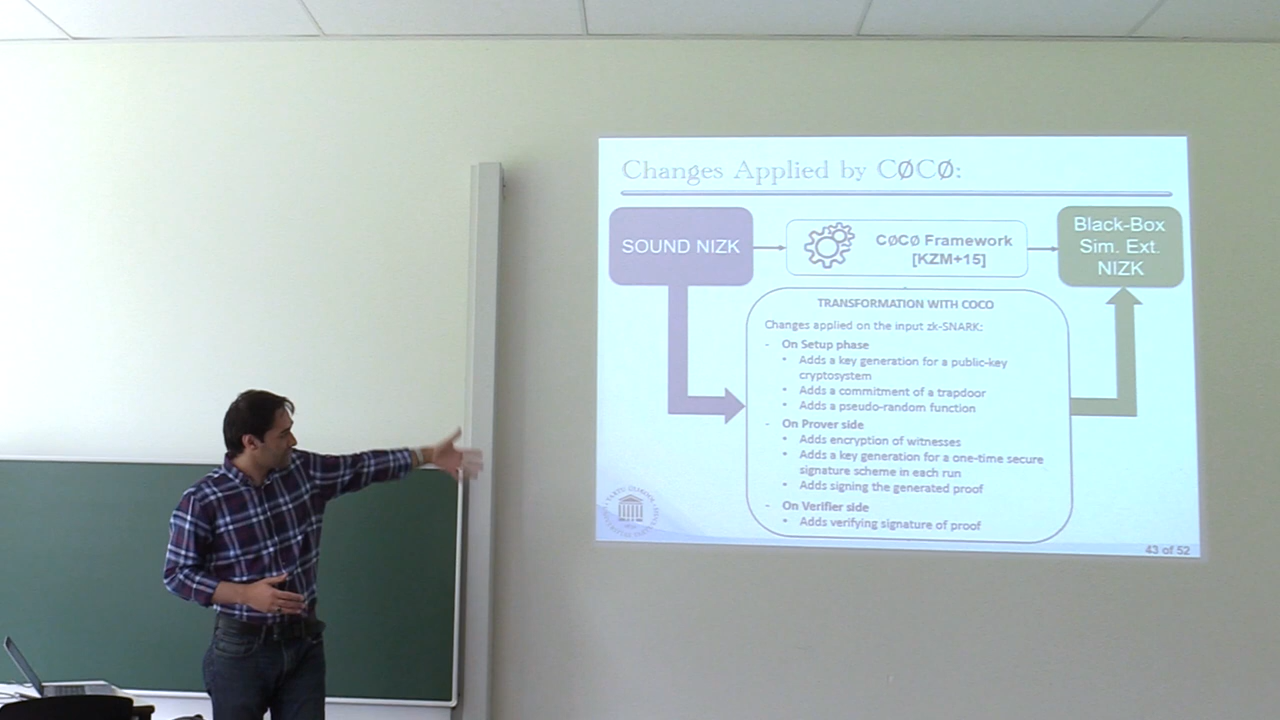 Changes Applied by CØCØ:
SOUND NIZK
CØCØ Framework
[KZM+15]
Black-Box
Sim. Ext.
NIZK
TRANSFORMATION WITH COCO
Changes applied on the input zk-SNARK:
- On Setup phase
• Adds a key generation for a public-key
cryptosystem
• Adds a commitment of a trapdoor
• Adds a pseudo-random function
- On Prover side
• Adds encryption of witnesses
• Adds a key generation for a one-time secure
signature scheme in each run
• Adds signing the generated proof
- On Verifier side
• Adds verifying signature of proof
43 of 52